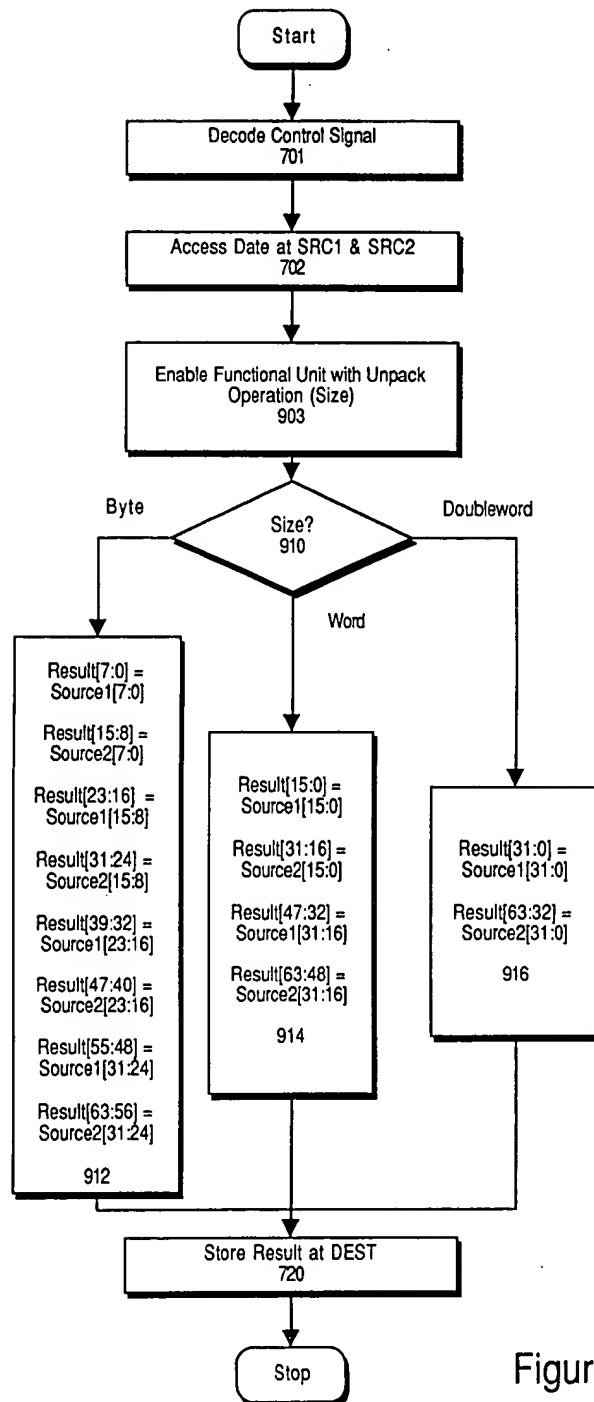 Start
Decode Control Signal
701
Access Date at SRC1 & SRC2
702
Enable Functional Unit with Unpack
Operation (Size)
903
Byte
Size?
910
Doubleword
Word
Result[7:0] =
Source1[7:0]
Result[15:8] =
Source2[7:0]
Result[23:16] =
Source1[15:8]
Result[31:24] =
Source2[15:8]
Result[39:32] =
Source1[23:16]
Result[47:40] =
Source2[23:16]
Result[55:48] =
Source1[31:24]
Result[63:56] =
Source2[31:24]
912
Result[15:0] =
Source1[15:0]
Result[31:16] =
Source2[15:0]
Result[47:32] =
Source1[31:16]
Result[63:48] =
Source2[31:16]
914
Result[31:0] =
Source1[31:0]
Result[63:32] =
Source2[31:0]
916
Store Result at DEST
720
Stop
Figur